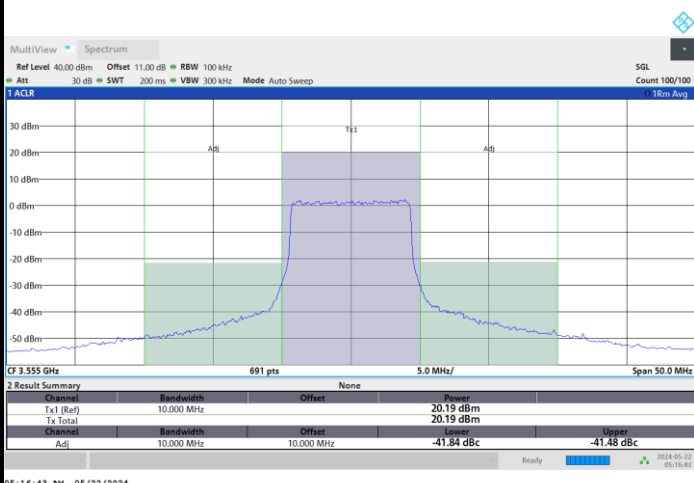 MultiView Spectrum
Ref Level 40.00 dBm Offset 11.00 dB RBW 100 kHz SGL
Att 30 dB SWT 200 ms VBW 300 kHz Mode Auto Sweep Count 100/100
1 ACLR 1Rm Avg
30 dBm
Tx1
Adj Adj
20 dBm
10 dBm
0 dBm
-10 dBm
-20 dBm
-30 dBm
-40 dBm
-50 dBm
CF 3.555 GHz 691 pts 5.0 MHz/ Span 50.0 MHz
2 Result Summary None
Channel Bandwidth Offset Power
Tx1 (Ref) 10.000 MHz 20.19 dBm
Tx Total 20.19 dBm
Channel Bandwidth Offset Lower Upper
Adj 10.000 MHz 10.000 MHz -41.84 dBc -41.48 dBc
Ready 2024-05-22
05:16:43